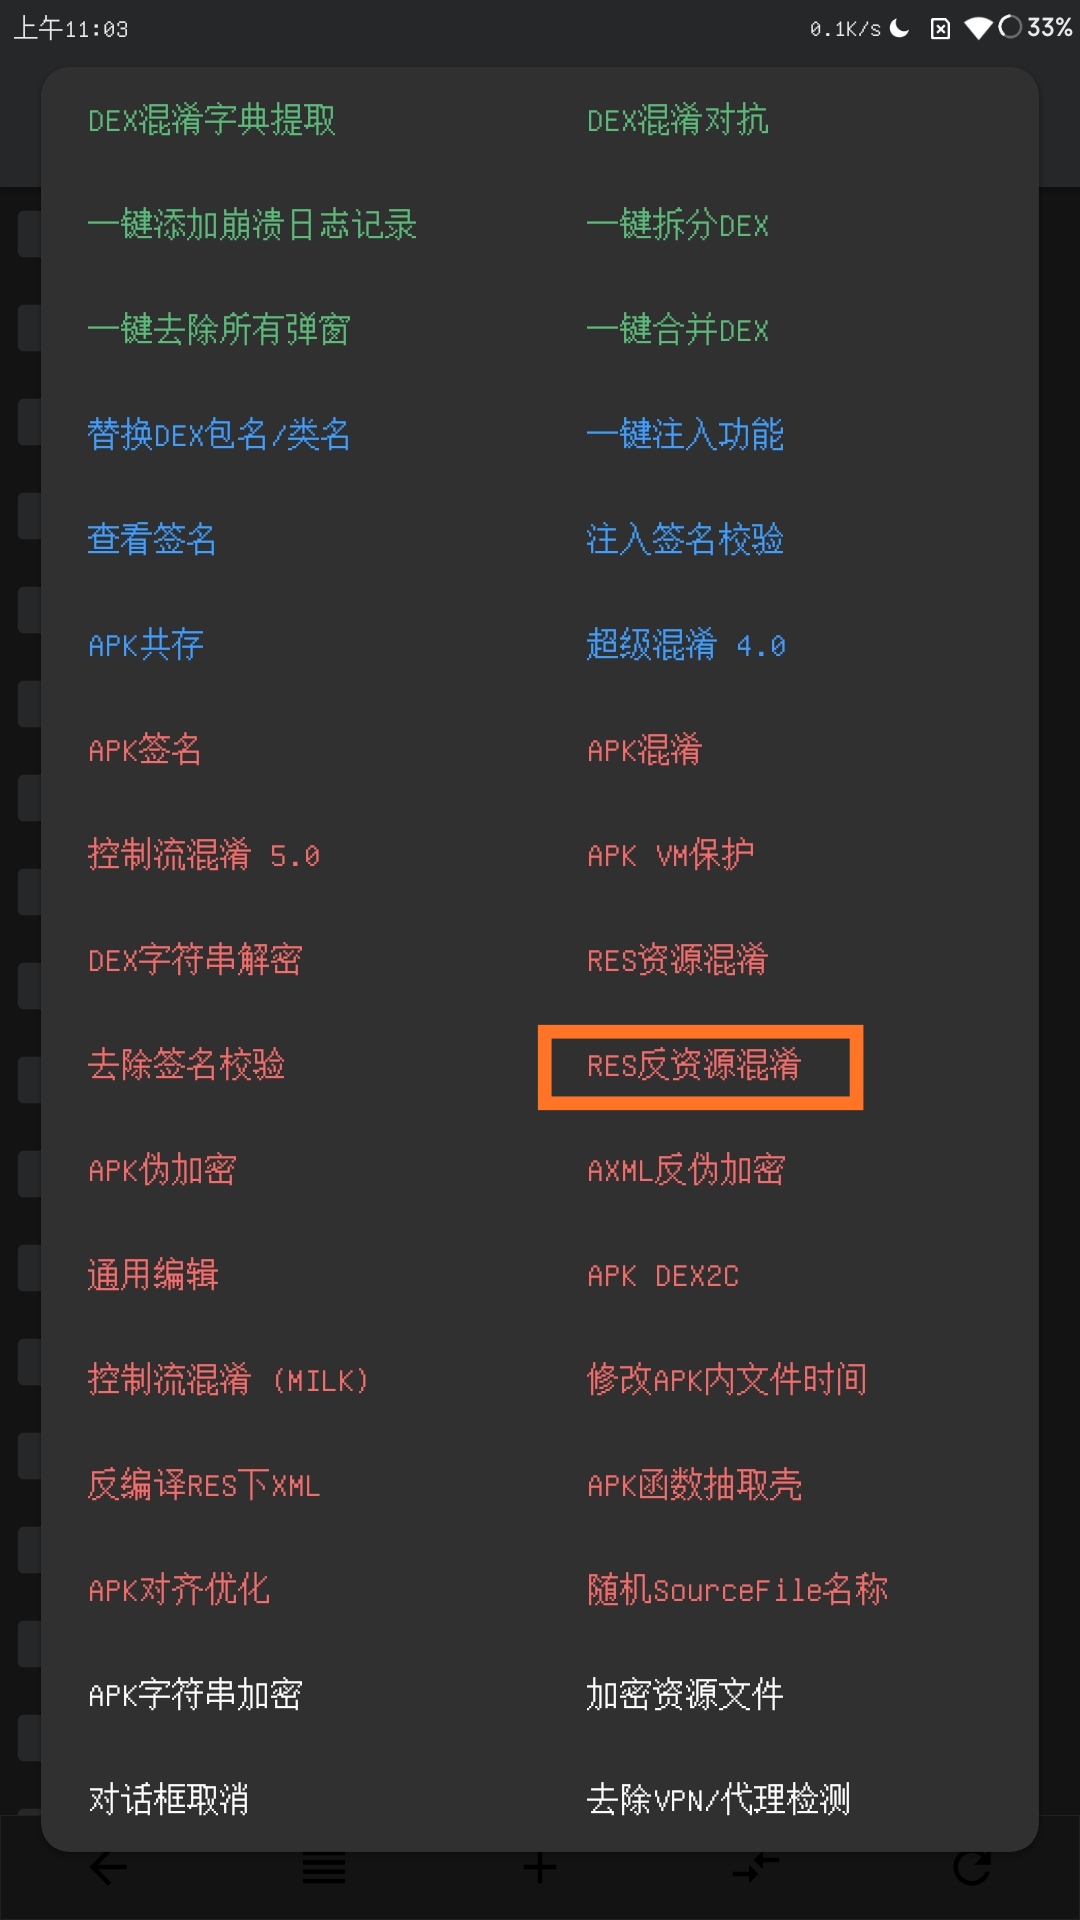 上午11:03
0.1K/s
33%
DEX混淆字典提取
DEX混淆对抗
一键添加崩溃日志记录
一键拆分DEX
一键去除所有弹窗
一键合并DEX
替换DEX包名/类名
一键注入功能
查看签名
注入签名校验
APK共存
超级混淆 4.0
APK签名
APK混淆
控制流混淆 5.0
APK VM保护
DEX字符串解密
RES资源混淆
去除签名校验
RES反资源混淆
APK伪加密
AXML反伪加密
通用编辑
APK DEX2C
控制流混淆 (MILK)
修改APK内文件时间
反编译RES下XML
APK函数抽取壳
APK对齐优化
随机SourceFile名称
APK字符串加密
加密资源文件
对话框取消
去除VPN/代理检测